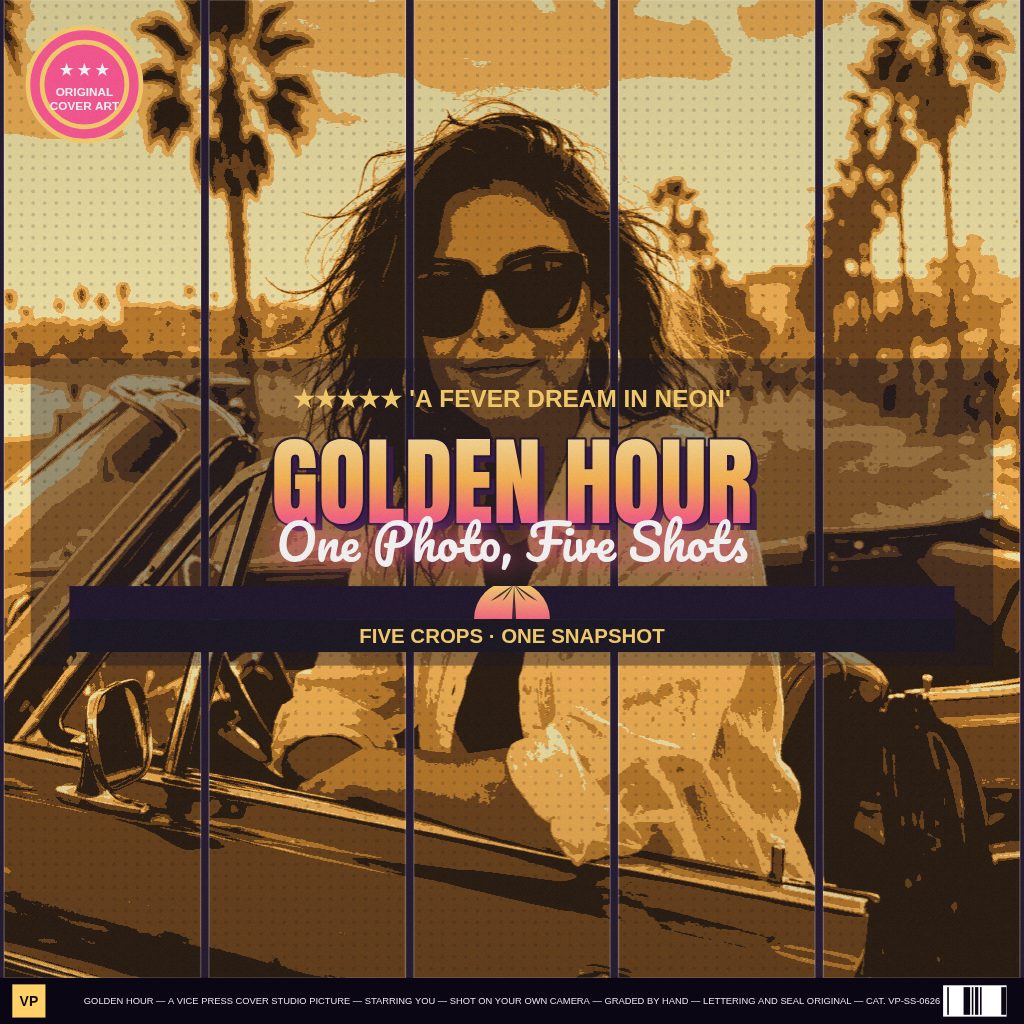 ★★★
ORIGINAL
COVER ART
★★★★★ 'A FEVER DREAM IN NEON'
GOLDEN HOUR
One Photo, Five Shots
FIVE CROPS · ONE SNAPSHOT
VP
GOLDEN HOUR — A VICE PRESS COVER STUDIO PICTURE — STARRING YOU — SHOT ON YOUR OWN CAMERA — GRADED BY HAND — LETTERING AND SEAL ORIGINAL — CAT. VP-SS-0626